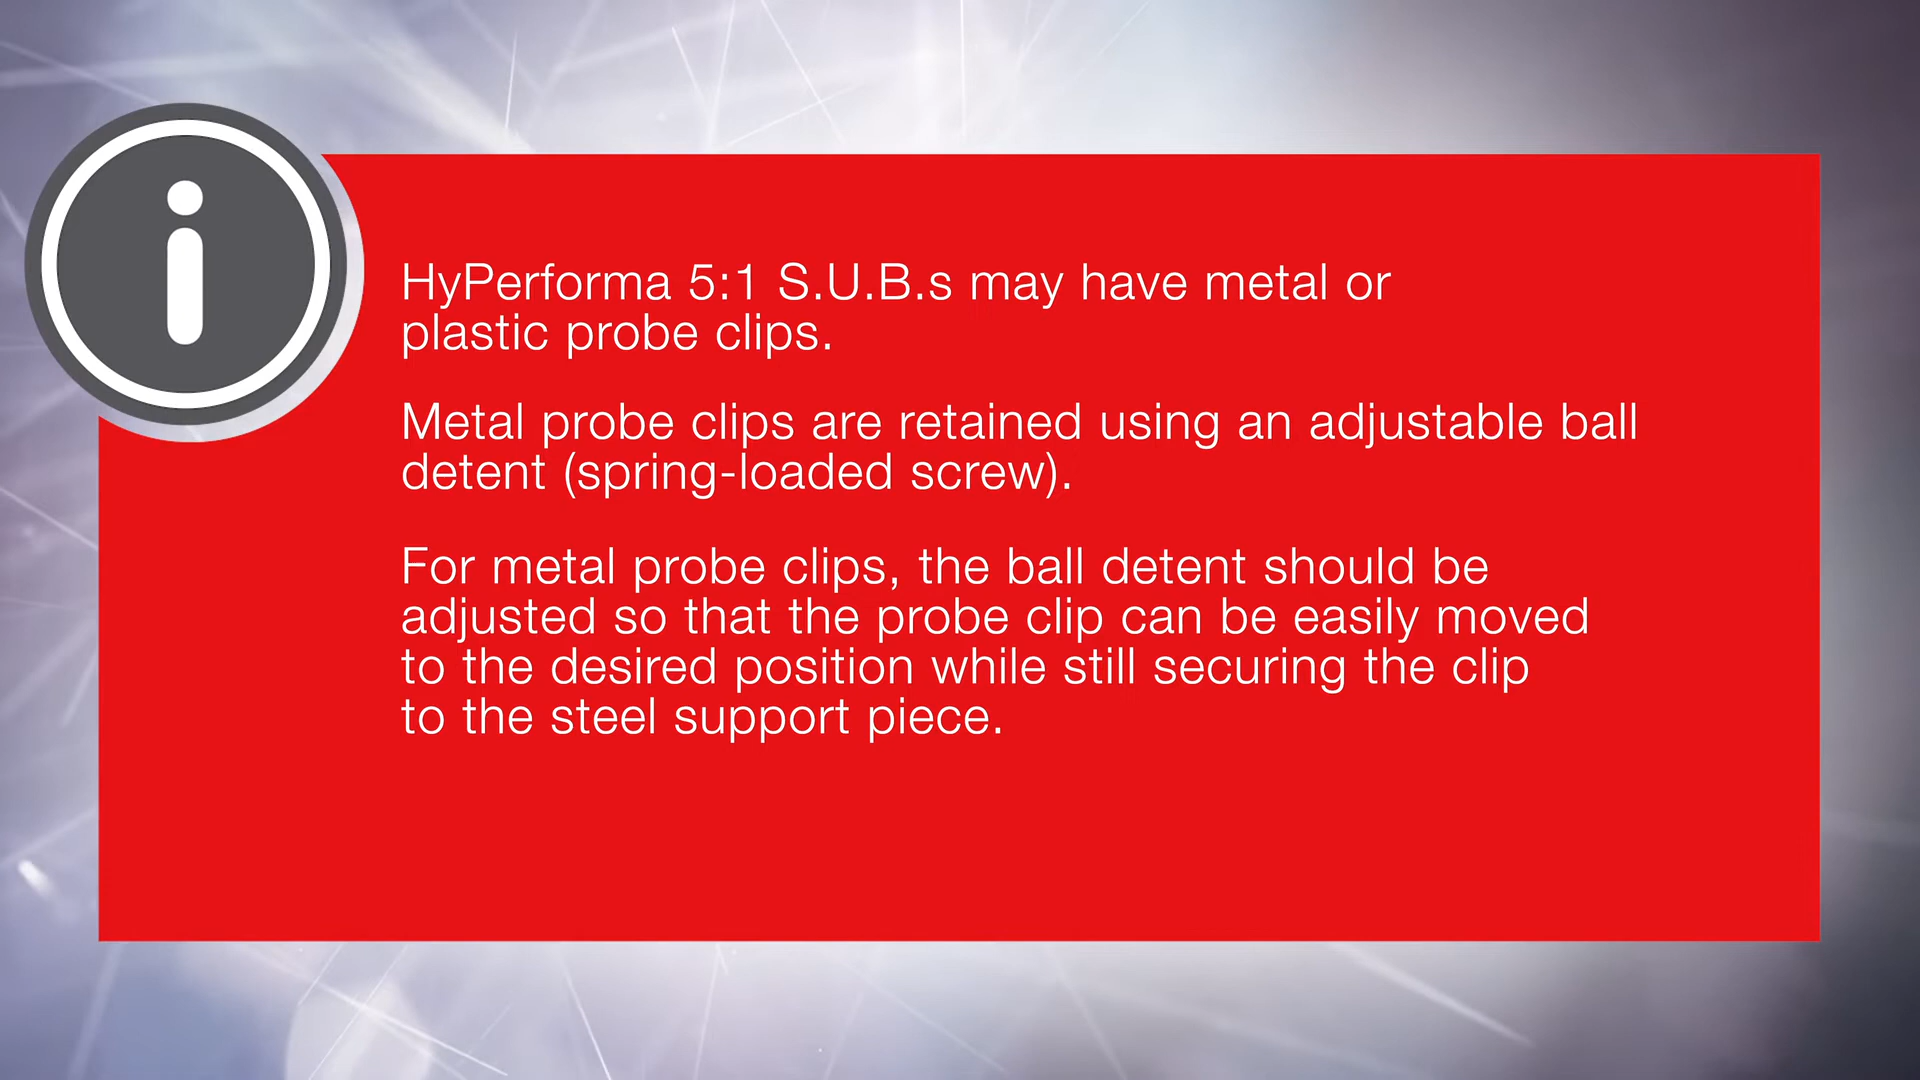 HyPerforma 5:1 S.U.B.s may have metal or
plastic probe clips.
Metal probe clips are retained using an adjustable ball
detent (spring-loaded screw).
For metal probe clips, the ball detent should be
adjusted so that the probe clip can be easily moved
to the desired position while still securing the clip
to the steel support piece.